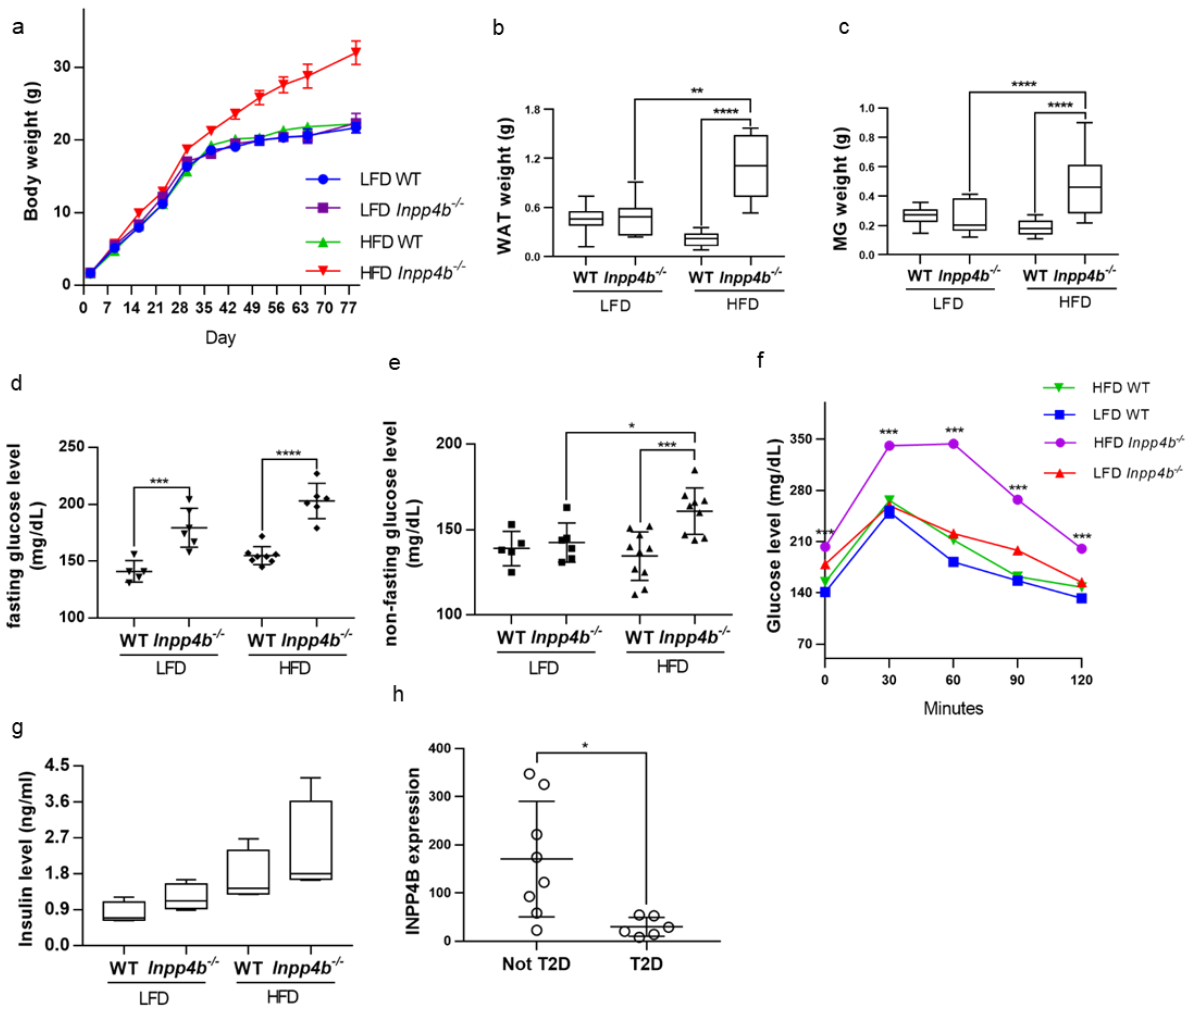 a
Body weight (g)
30
20
10
0
0 7 14 21 28 35 42 49 56 63 70 77
Day
LFD WT
LFD Inpp4b-/-
HFD WT
HFD Inpp4b-/-
b
WAT weight (g)
1.8
1.2
0.6
0.0
**
****
WT Inpp4b-/- WT Inpp4b-/-
LFD HFD
c
MG weight (g)
1.0
0.8
0.6
0.4
0.2
0.0
****
****
WT Inpp4b-/- WT Inpp4b-/-
LFD HFD
d
fasting glucose level
(mg/dL)
250
200
150
100
***
****
WT Inpp4b-/- WT Inpp4b-/-
LFD HFD
e
non-fasting glucose level
(mg/dL)
200
150
100
*
***
WT Inpp4b-/- WT Inpp4b-/-
LFD HFD
f
HFD WT
LFD WT
HFD Inpp4b-/-
LFD Inpp4b-/-
Glucose level (mg/dL)
350
280
210
140
70
*** *** *** *** ***
0 30 60 90 120
Minutes
g
Insulin level (ng/ml)
4.5
3.6
2.7
1.8
0.9
0.0
WT Inpp4b-/- WT Inpp4b-/-
LFD HFD
h
INPP4B expression
400
300
200
100
0
*
Not T2D T2D